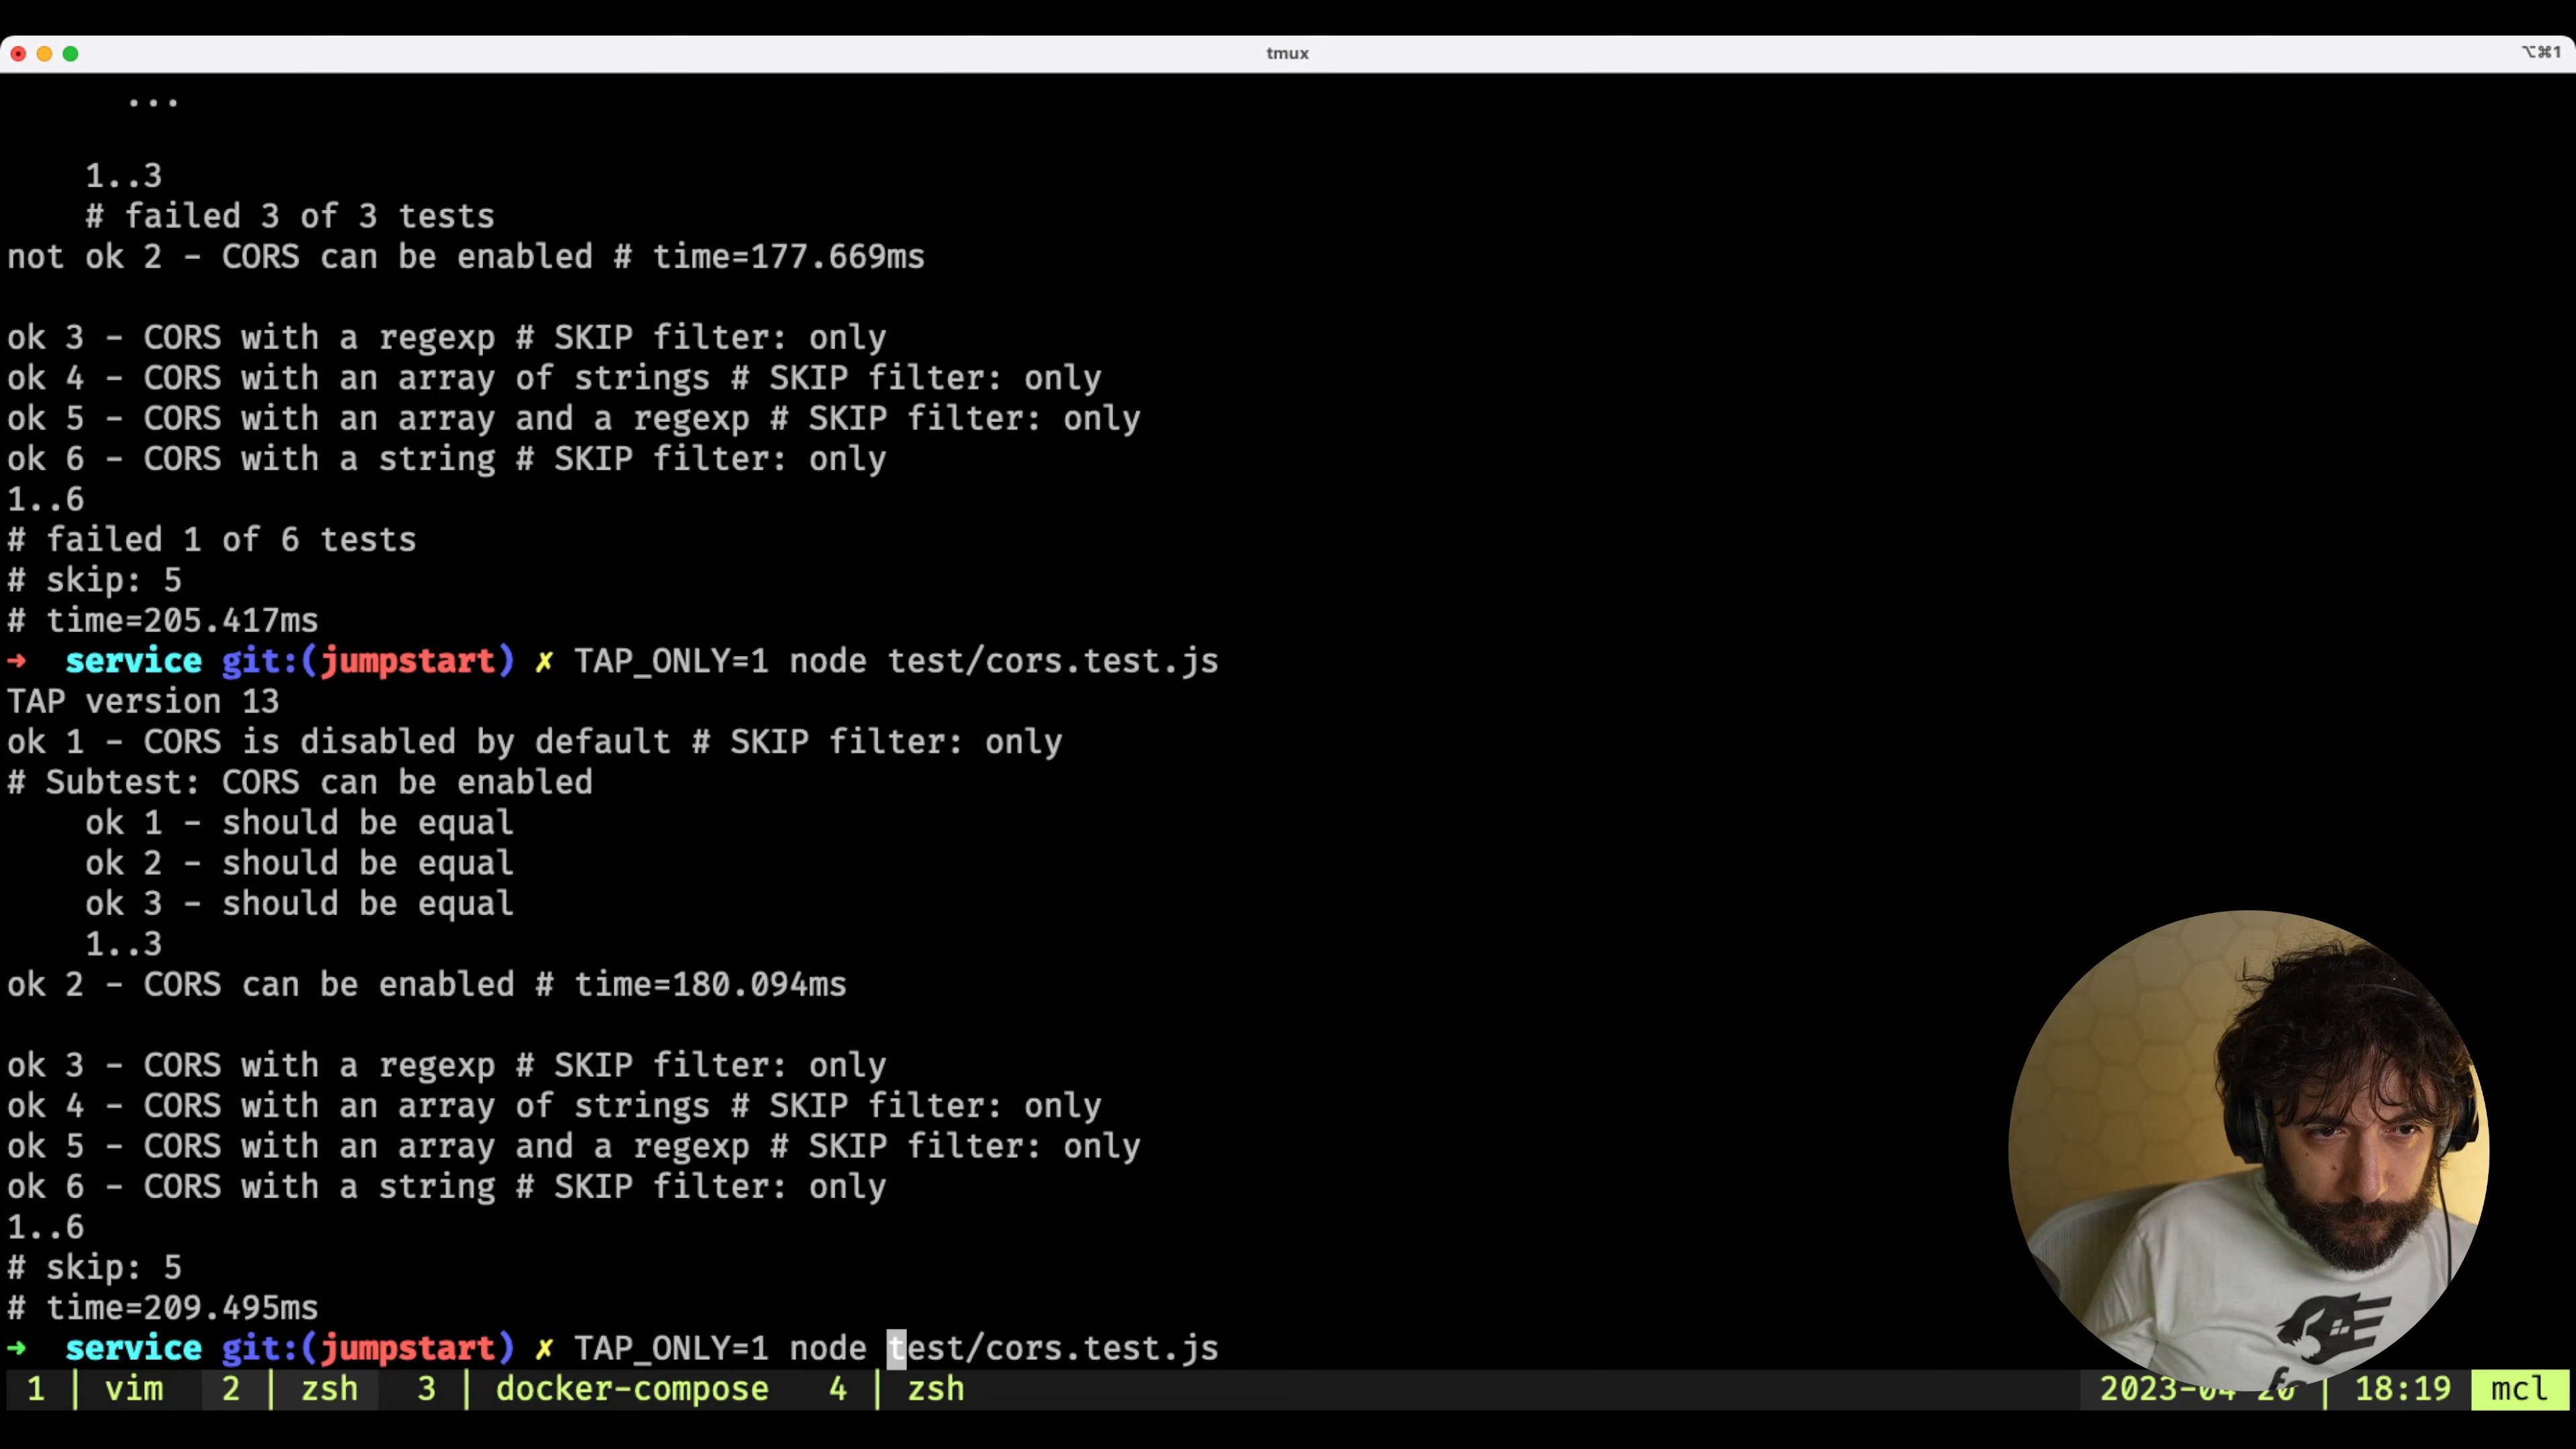 tmux
⌥⌘1
...
1..3
# failed 3 of 3 tests
not ok 2 - CORS can be enabled # time=177.669ms
ok 3 - CORS with a regexp # SKIP filter: only
ok 4 - CORS with an array of strings # SKIP filter: only
ok 5 - CORS with an array and a regexp # SKIP filter: only
ok 6 - CORS with a string # SKIP filter: only
1..6
# failed 1 of 6 tests
# skip: 5
# time=205.417ms
→ service git:(jumpstart) ✗ TAP_ONLY=1 node test/cors.test.js
TAP version 13
ok 1 - CORS is disabled by default # SKIP filter: only
# Subtest: CORS can be enabled
ok 1 - should be equal
ok 2 - should be equal
ok 3 - should be equal
1..3
ok 2 - CORS can be enabled # time=180.094ms
ok 3 - CORS with a regexp # SKIP filter: only
ok 4 - CORS with an array of strings # SKIP filter: only
ok 5 - CORS with an array and a regexp # SKIP filter: only
ok 6 - CORS with a string # SKIP filter: only
1..6
# skip: 5
# time=209.495ms
→ service git:(jumpstart) ✗ TAP_ONLY=1 node test/cors.test.js
1 | vim 2 | zsh 3 | docker-compose 4 | zsh 2023-04 20 | 18:19 mcl